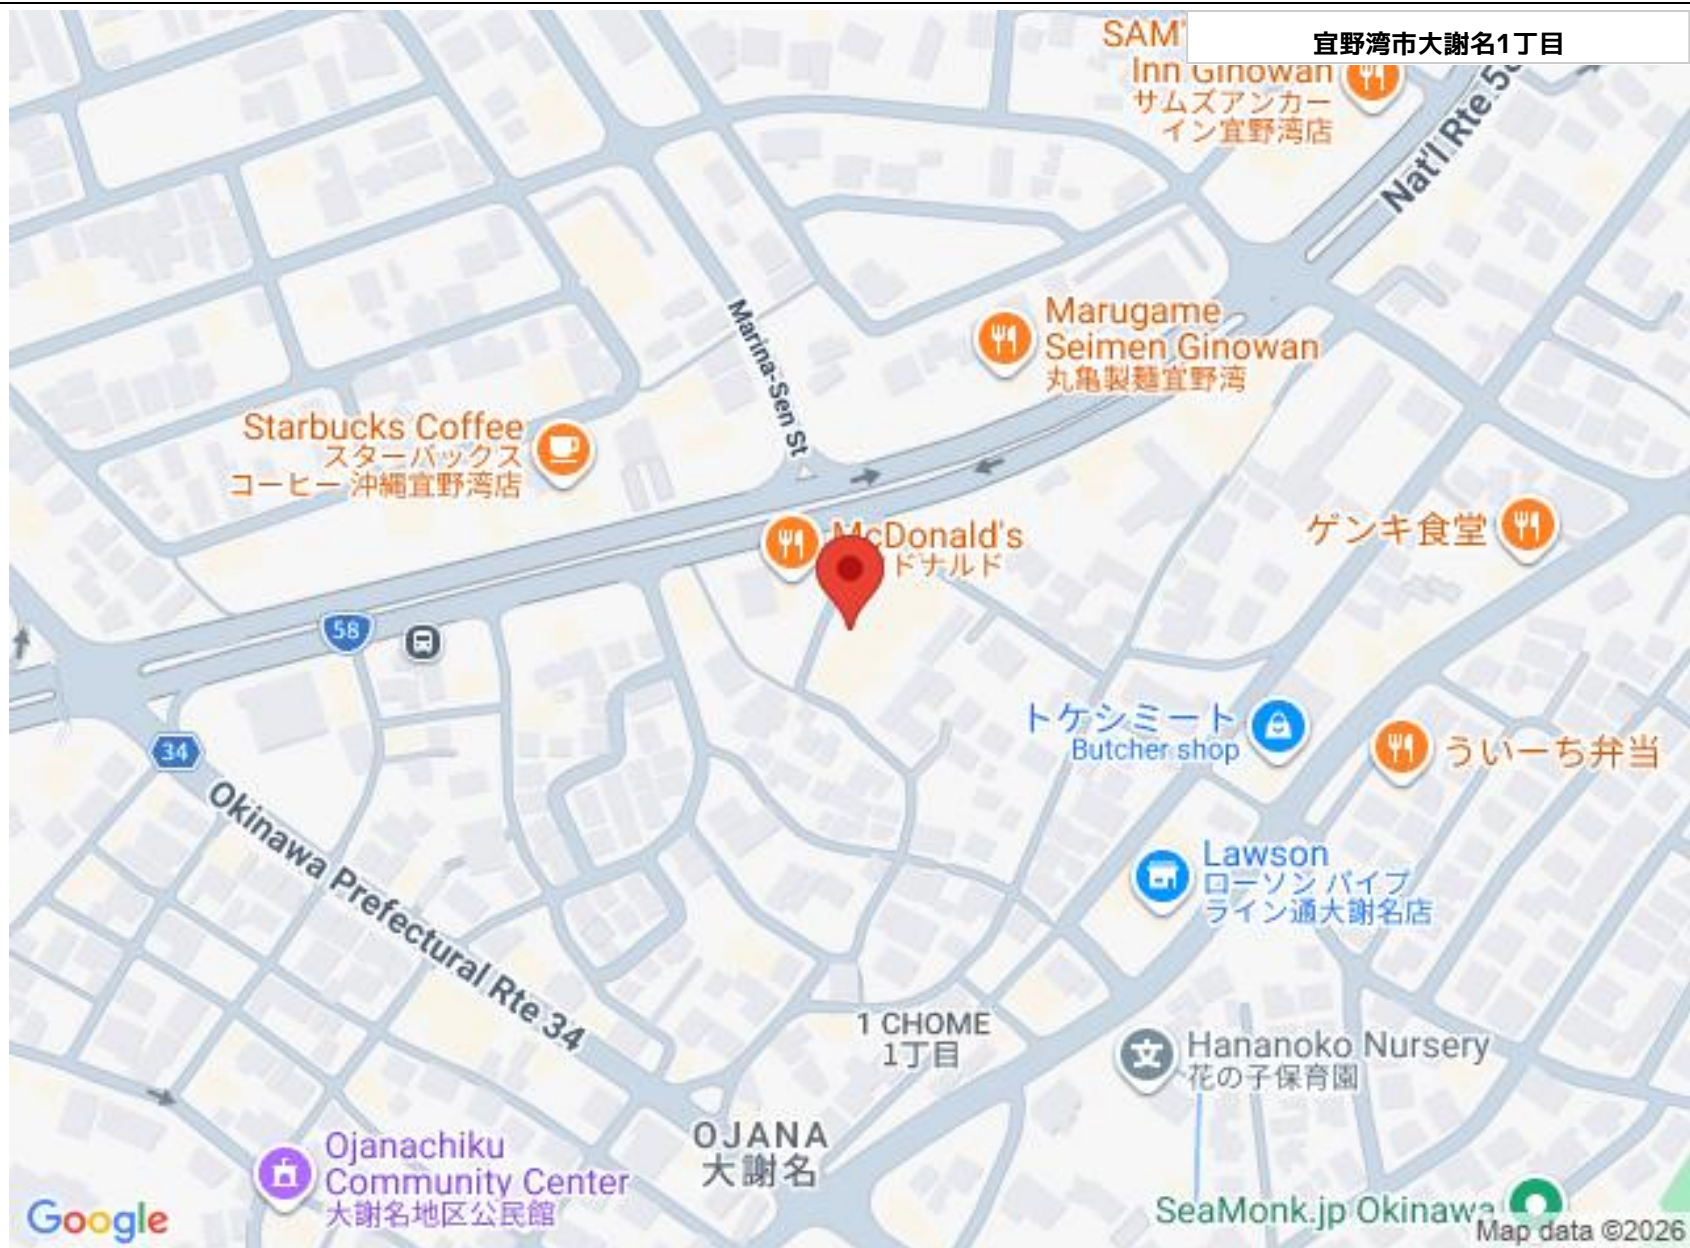 宜野湾市大謝名1丁目
SAM'
Inn Ginowan
サムズアンカー
イン宜野湾店
Nat'l Rte 58
Marugame
Seimen Ginowan
丸亀製麺宜野湾
Marina-Sen St
Starbucks Coffee
スターバックス
コーヒー 沖縄宜野湾店
McDonald's
ドナルド
ゲンキ食堂
58
34
Okinawa Prefectural Rte 34
トケシミート
Butcher shop
ういーち弁当
Lawson
ローソン パイプ
ライン通大謝名店
1 CHOME
1丁目
Hananoko Nursery
花の子保育園
OJANA
大謝名
Ojanachiku
Community Center
大謝名地区公民館
SeaMonk.jp Okinawa
Google
Map data ©2026